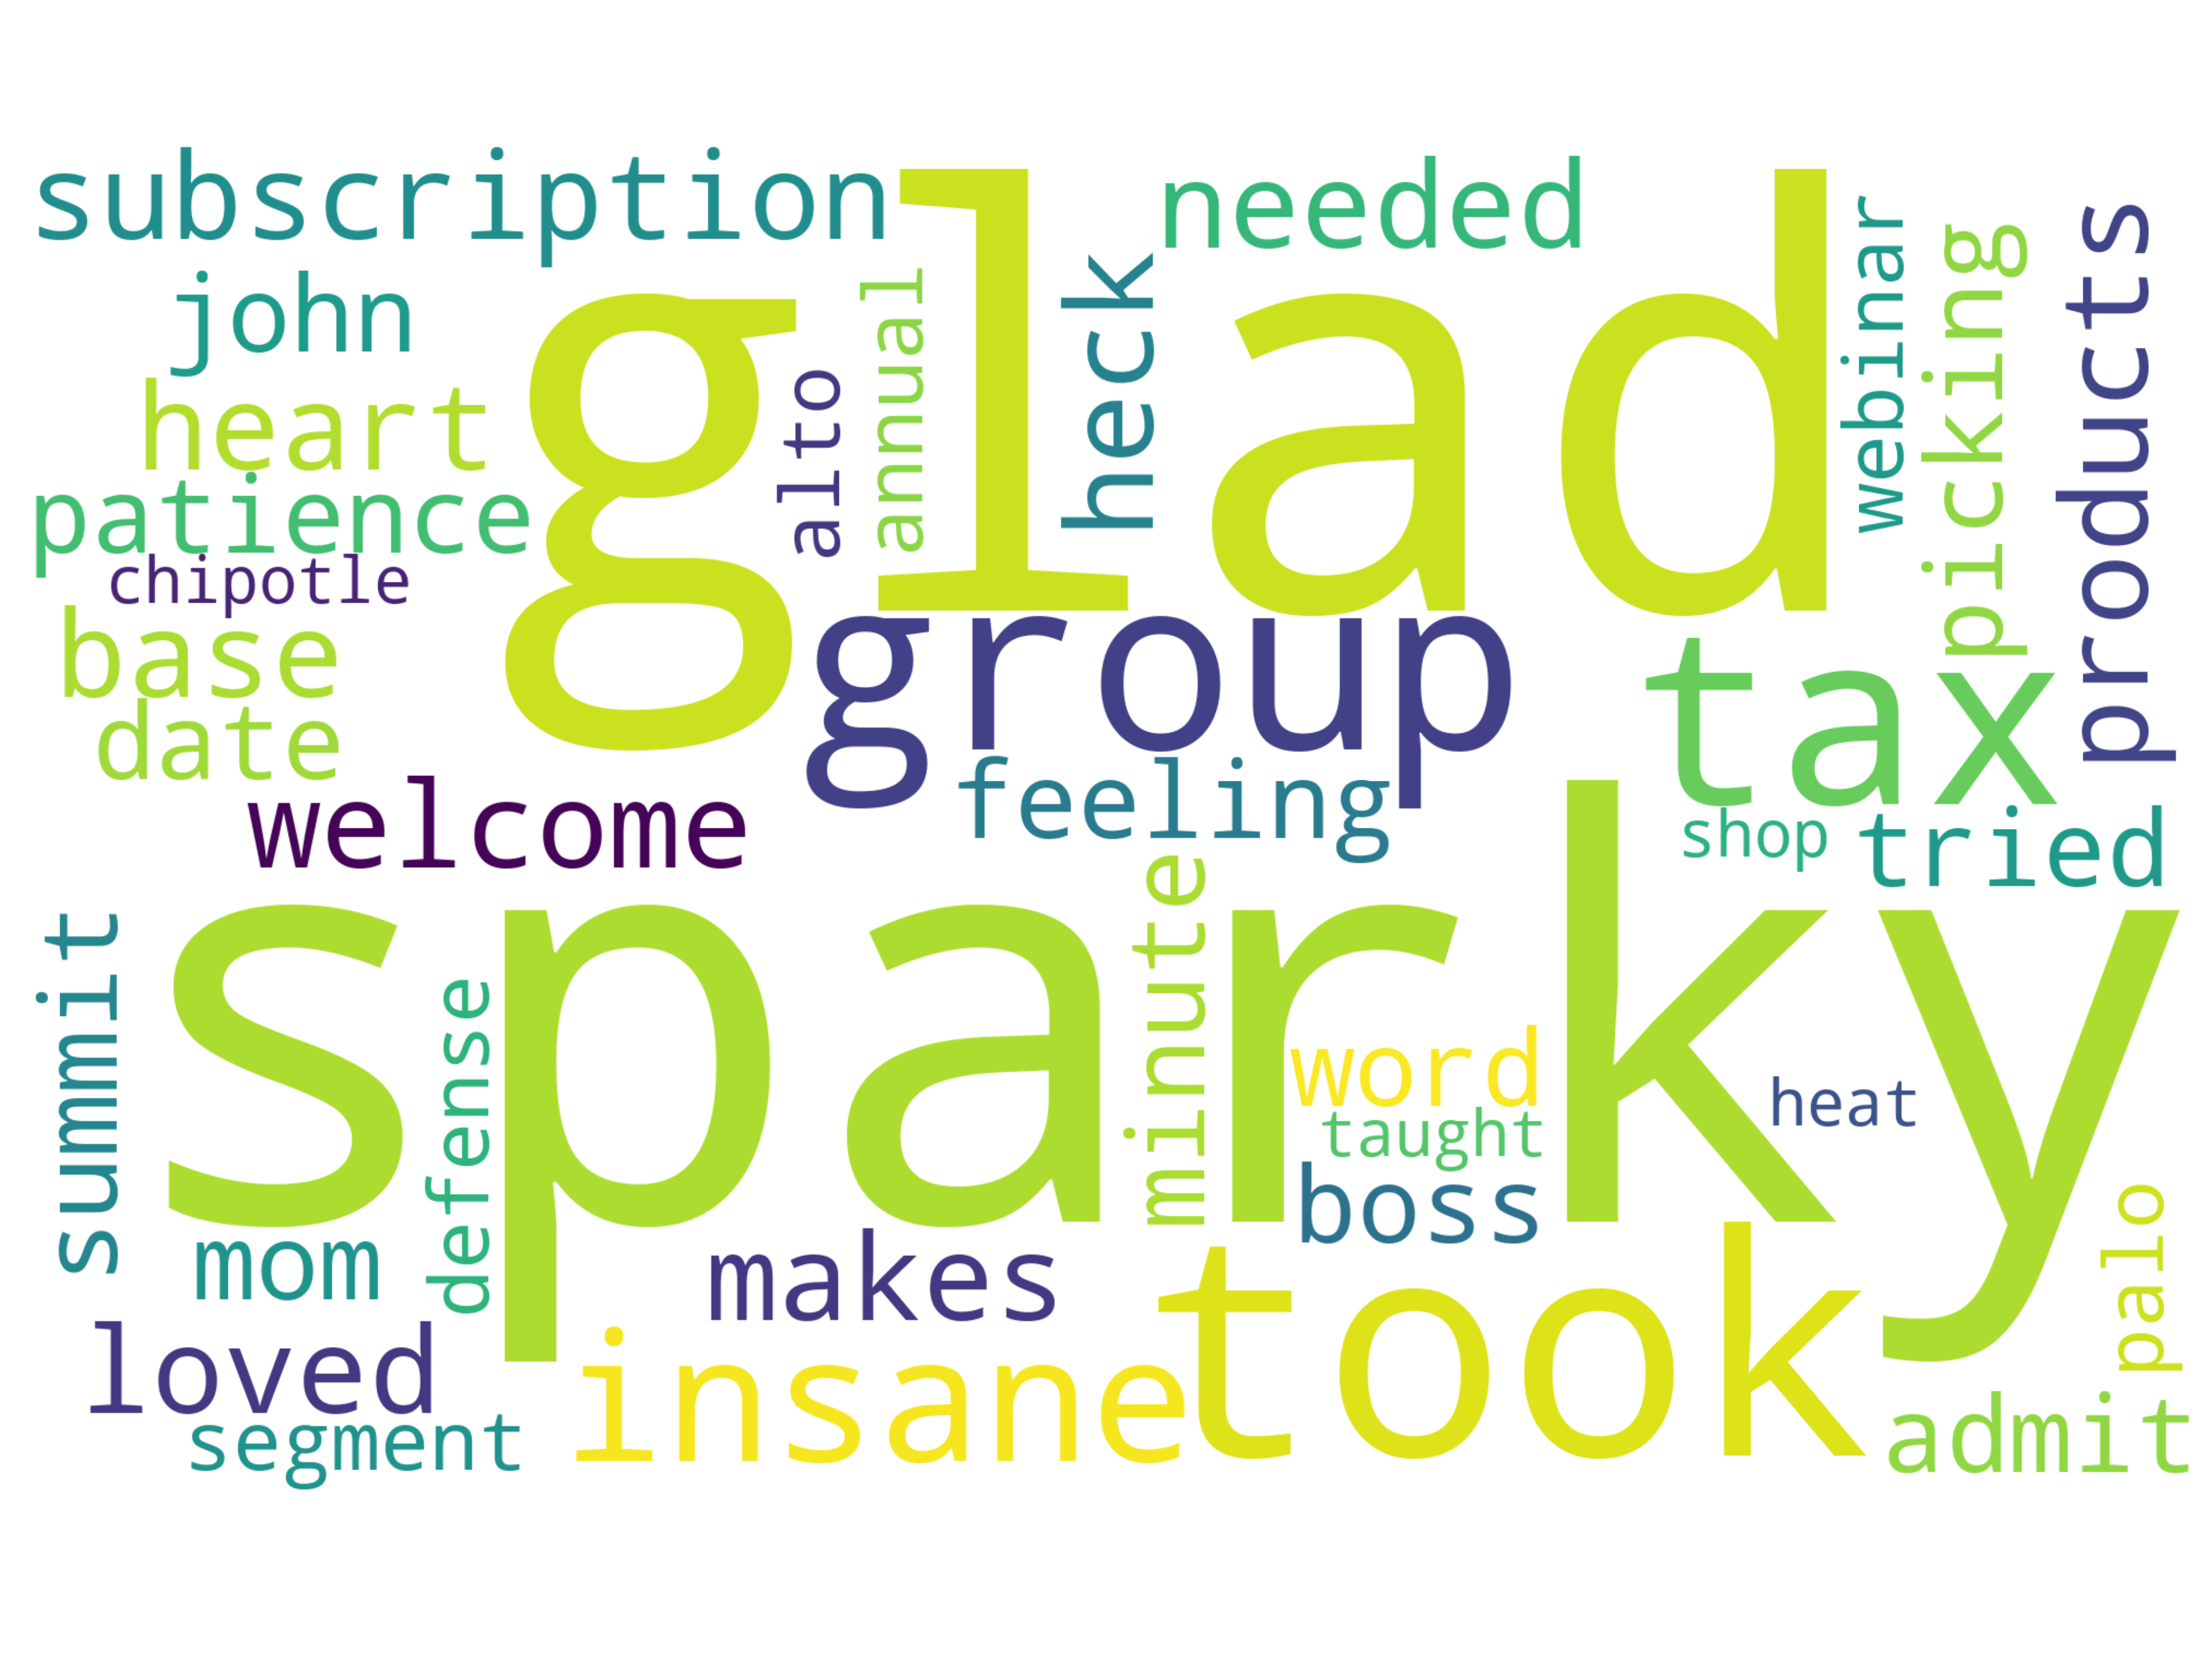 subscription
needed
glad
john
heart
annual
heck
alto
webinar
picking
products
patience
chipotle
base
group
tax
date
welcome
feeling
shop
tried
sparky
summit
defense
minute
word
taught
heat
boss
mom
makes
took
palo
loved
insane
segment
admit